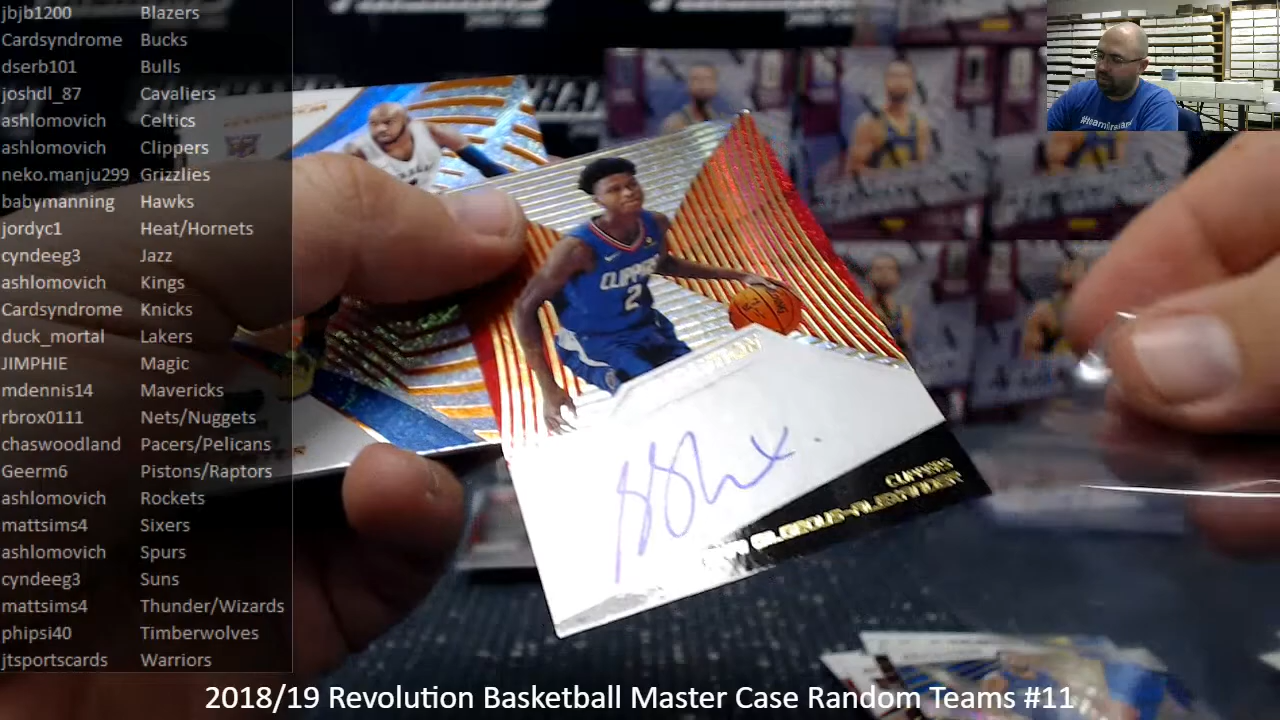 jbjb1200 Blazers
Cardsyndrome Bucks
dserb101 Bulls
joshdl_87 Cavaliers
ashlomovich Celtics
ashlomovich Clippers
neko.manju299 Grizzlies
babymanning Hawks
jordyc1 Heat/Hornets
cyndeeg3 Jazz
ashlomovich Kings
Cardsyndrome Knicks
duck_mortal Lakers
JIMPHIE Magic
mdennis14 Mavericks
rbrox0111 Nets/Nuggets
chaswoodland Pacers/Pelicans
Geerm6 Pistons/Raptors
ashlomovich Rockets
mattsims4 Sixers
ashlomovich Spurs
cyndeeg3 Suns
mattsims4 Thunder/Wizards
phipsi40 Timberwolves
jtsportscards Warriors
CLIPPERS
2
CLIPPERS
GILGEOUS-ALEXANDER
2018/19 Revolution Basketball Master Case Random Teams #11